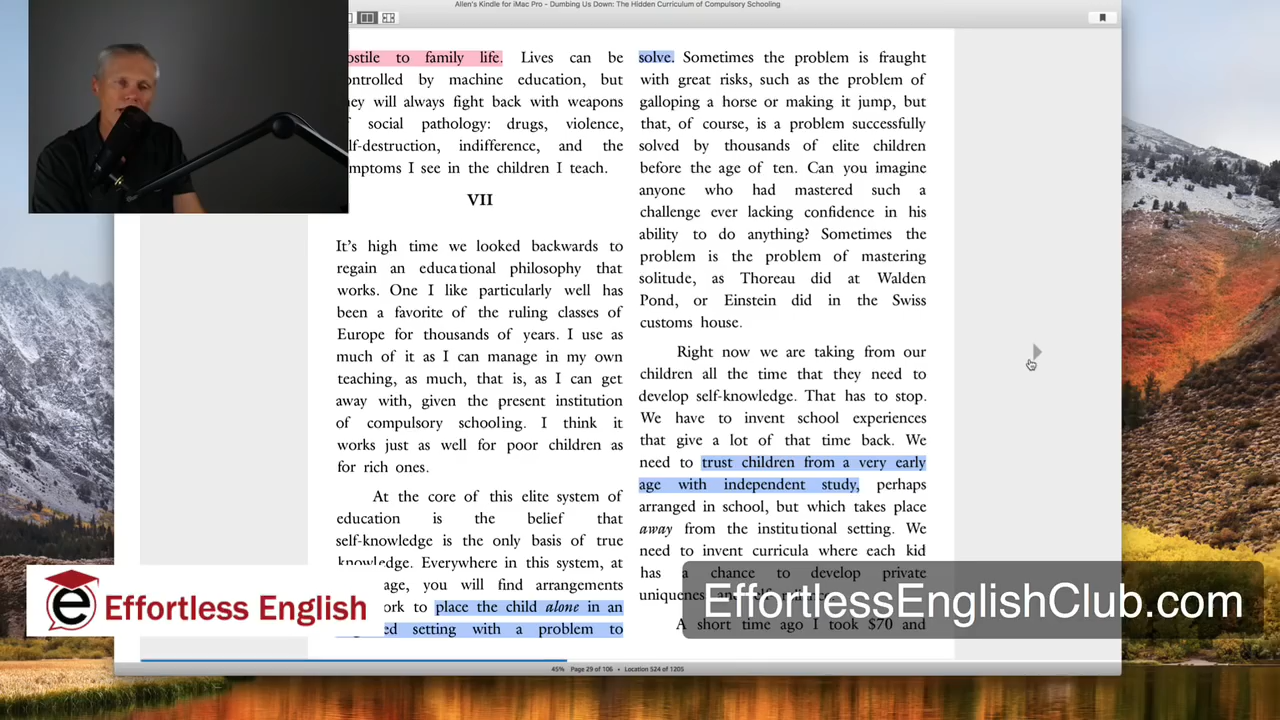 Allen's Kindle for iMac Pro - Dumbing Us Down: The Hidden Curriculum of Compulsory Schooling
ostile to family life. Lives can be
ontrolled by machine education, but
hey will always fight back with weapons
f social pathology: drugs, violence,
lf-destruction, indifference, and the
mptoms I see in the children I teach.
VII
It's high time we looked backwards to
regain an educational philosophy that
works. One I like particularly well has
been a favorite of the ruling classes of
Europe for thousands of years. I use as
much of it as I can manage in my own
teaching, as much, that is, as I can get
away with, given the present institution
of compulsory schooling. I think it
works just as well for poor children as
for rich ones.
At the core of this elite system of
education is the belief that
self-knowledge is the only basis of true
knowledge. Everywhere in this system, at
age, you will find arrangements
ork to place the child alone in an
ed setting with a problem to
solve. Sometimes the problem is fraught
with great risks, such as the problem of
galloping a horse or making it jump, but
that, of course, is a problem successfully
solved by thousands of elite children
before the age of ten. Can you imagine
anyone who had mastered such a
challenge ever lacking confidence in his
ability to do anything? Sometimes the
problem is the problem of mastering
solitude, as Thoreau did at Walden
Pond, or Einstein did in the Swiss
customs house.
Right now we are taking from our
children all the time that they need to
develop self-knowledge. That has to stop.
We have to invent school experiences
that give a lot of that time back. We
need to trust children from a very early
age with independent study, perhaps
arranged in school, but which takes place
away from the institutional setting. We
need to invent curricula where each kid
has a chance to develop private
uniqueness and
A short time ago I took $70 and
45% Page 29 of 106 • Location 524 of 1205
e Effortless English
EffortlessEnglishClub.com